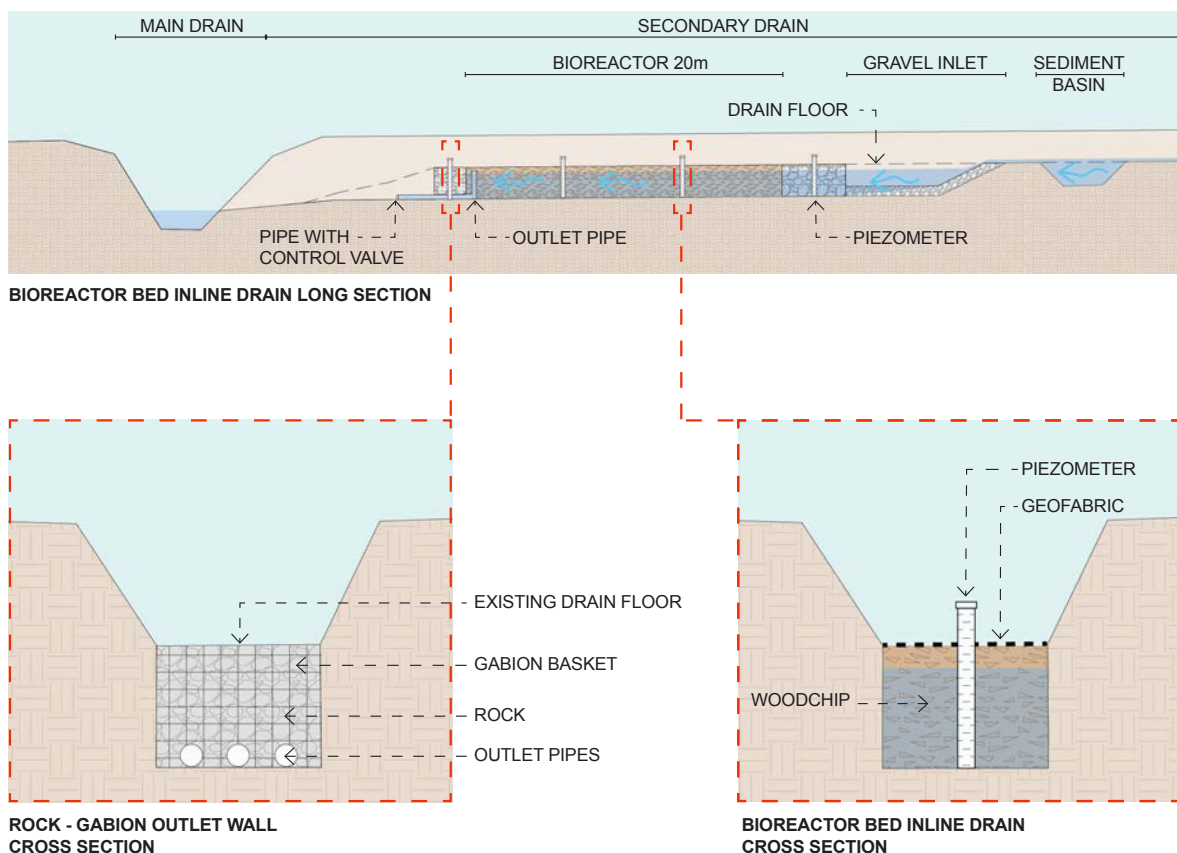 MAIN DRAIN
SECONDARY DRAIN
BIOREACTOR 20m
GRAVEL INLET
SEDIMENT
BASIN
DRAIN FLOOR
PIPE WITH
CONTROL VALVE
OUTLET PIPE
PIEZOMETER
BIOREACTOR BED INLINE DRAIN LONG SECTION
EXISTING DRAIN FLOOR
GABION BASKET
ROCK
OUTLET PIPES
ROCK - GABION OUTLET WALL
CROSS SECTION
PIEZOMETER
GEOFABRIC
WOODCHIP
BIOREACTOR BED INLINE DRAIN
CROSS SECTION